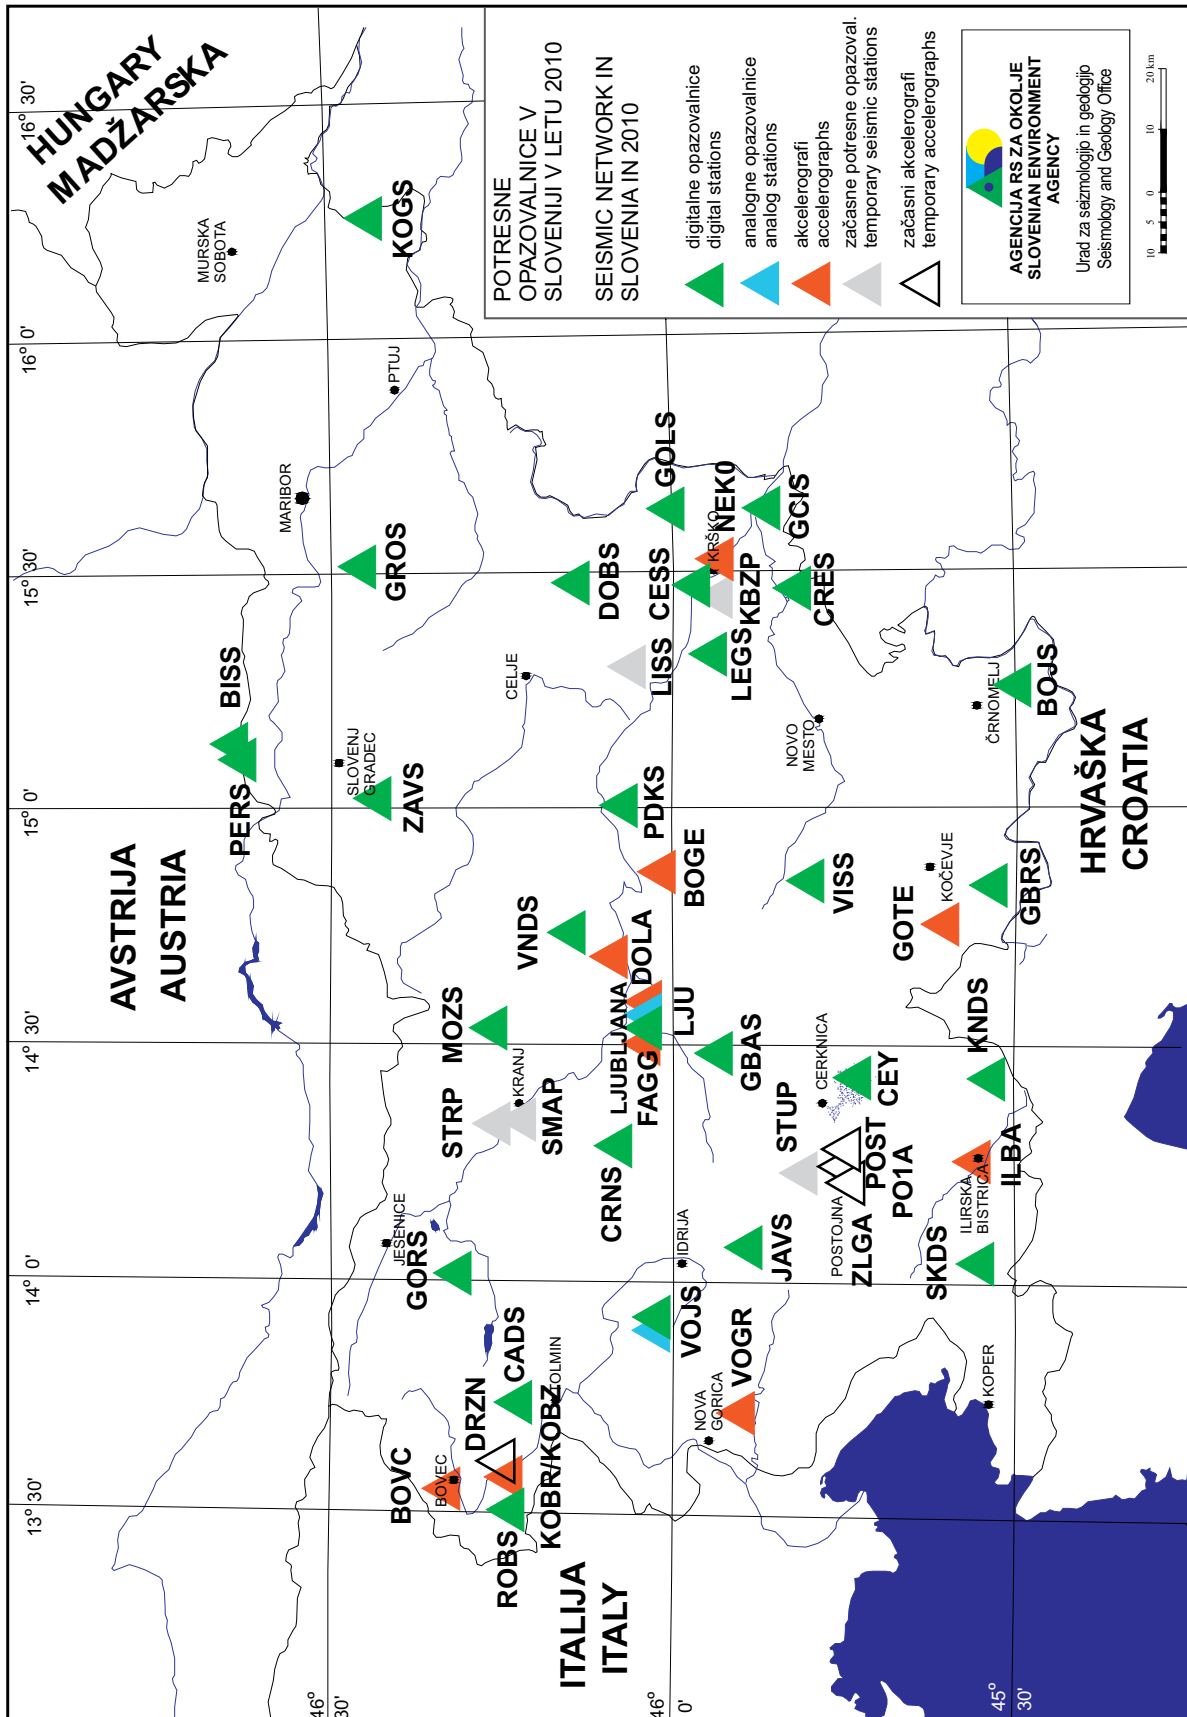 HUNGARY
MADŽARSKA
AVSTRIJA
AUSTRIA
ITALIJA
ITALY
HRVAŠKA
CROATIA
13° 30'
14° 0'
14° 30'
15° 0'
15° 30'
16° 0'
16° 30'
46°
30'
46°
0'
45°
30'
POTRESNE
OPAZOVALNICE V
SLOVENIJI V LETU 2010
SEISMIC NETWORK IN
SLOVENIA IN 2010
digitalne opazovalnice
digital stations
analogne opazovalnice
analog stations
akcelerografi
accelerographs
začasne potresne opazoval.
temporary seismic stations
začasni akcelerografi
temporary accelerographs
AGENCIJA RS ZA OKOLJE
SLOVENIAN ENVIRONMENT
AGENCY
Urad za seizmologijo in geologijo
Seismology and Geology Office
10 5 0 10 20 km
MURSKA
SOBOTA
KOGS
PTUJ
MARIBOR
GROS
BISS
PERS
SLOVENJ
GRADEC
ZAVS
CELJE
DOBS
GOLS
CESS
NEK0
KRŠKO
KBZP
GCIS
CRES
LISS
LEGS
NOVO
MESTO
ČRNOMELJ
BOJS
PDKS
BOGE
VISS
KOČEVJE
GOTE
GBRS
VNDS
DOLA
LJUBLJANA
LJU
FAGG
MOZS
KRANJ
STRP
SMAP
GBAS
CERKNICA
CEY
KNDS
CRNS
STUP
POST
PO1A
POSTOJNA
ZLGA
ILIRSKA
BISTRICA
ILBA
SKDS
JESENICE
GORS
IDRIJA
JAVS
VOJS
CADS
TOLMIN
DRZN
KOBR/KOBZ
BOVC
BOVEC
ROBS
NOVA
GORICA
VOGR
KOPER